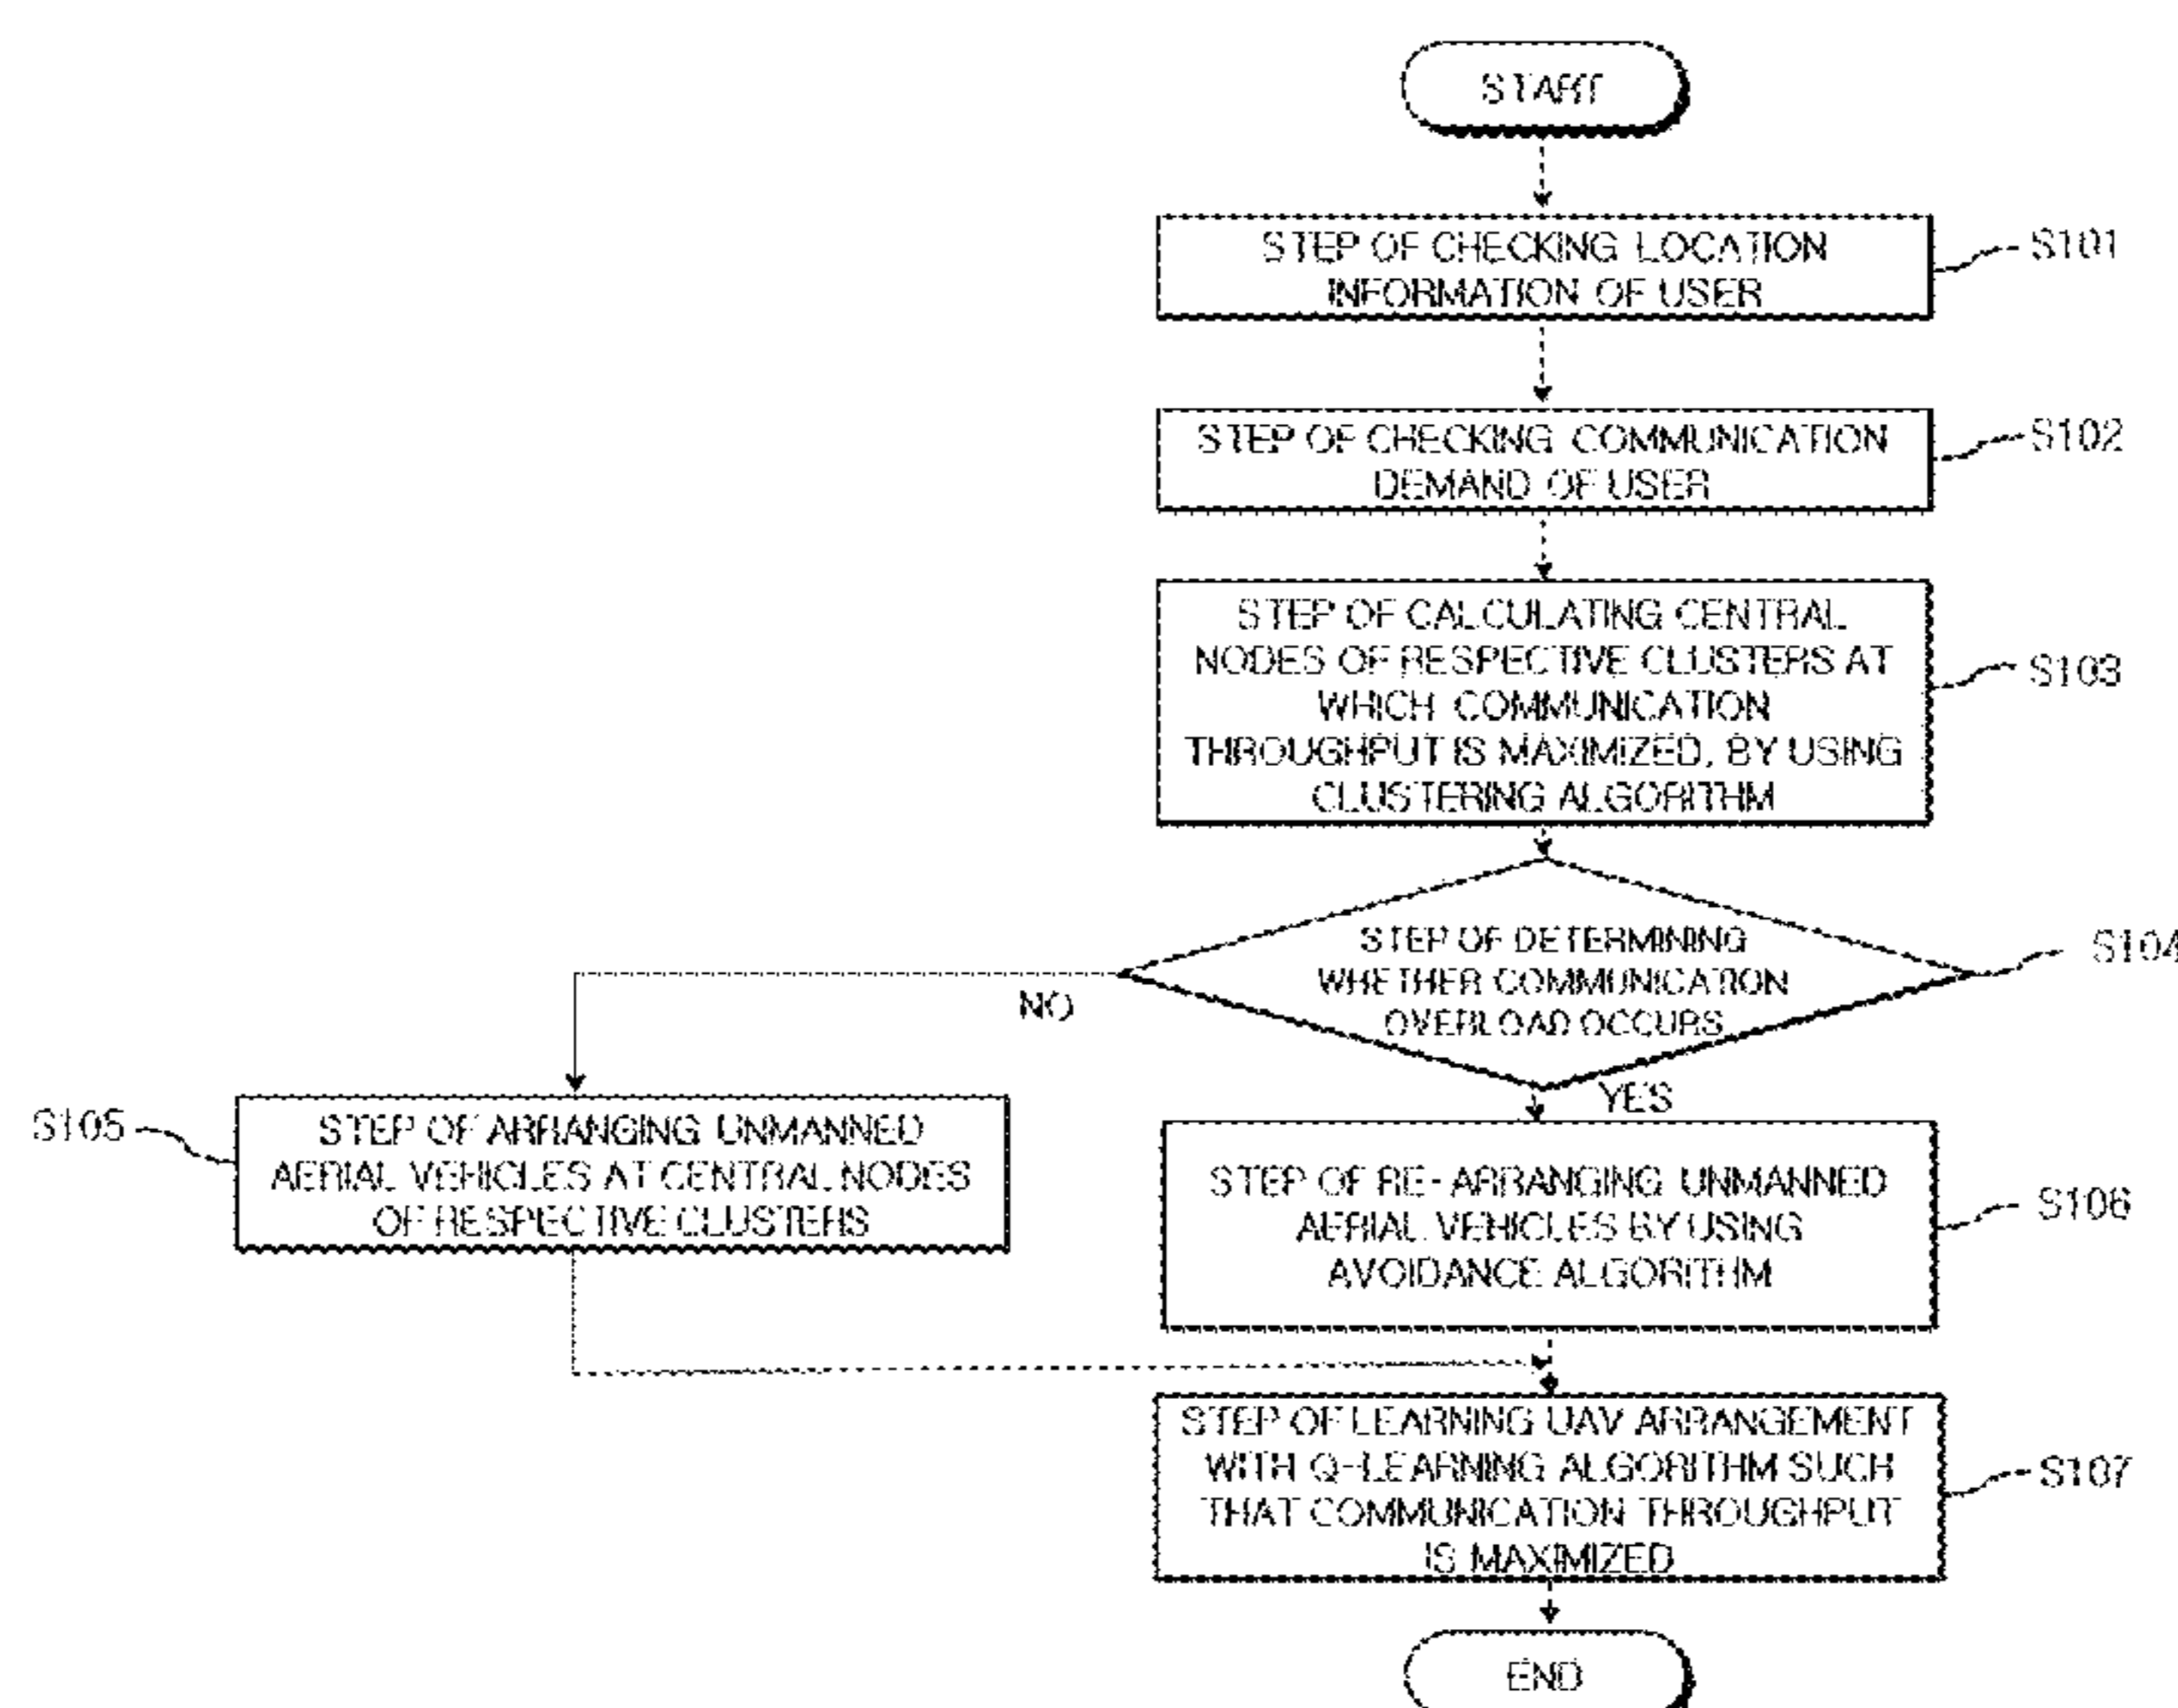 START
STEP OF CHECKING LOCATION
INFORMATION OF USER
S101
STEP OF CHECKING COMMUNICATION
DEMAND OF USER
S102
STEP OF CALCULATING CENTRAL
NODES OF RESPECTIVE CLUSTERS AT
WHICH COMMUNICATION
THROUGHPUT IS MAXIMIZED, BY USING
CLUSTERING ALGORITHM
S103
STEP OF DETERMINING
WHETHER COMMUNICATION
OVERLOAD OCCURS
S104
NO
YES
S105
STEP OF ARRANGING UNMANNED
AERIAL VEHICLES AT CENTRAL NODES
OF RESPECTIVE CLUSTERS
STEP OF RE-ARRANGING UNMANNED
AERIAL VEHICLES BY USING
AVOIDANCE ALGORITHM
S106
STEP OF LEARNING UAV ARRANGEMENT
WITH Q-LEARNING ALGORITHM SUCH
THAT COMMUNICATION THROUGHPUT
IS MAXIMIZED
S107
END